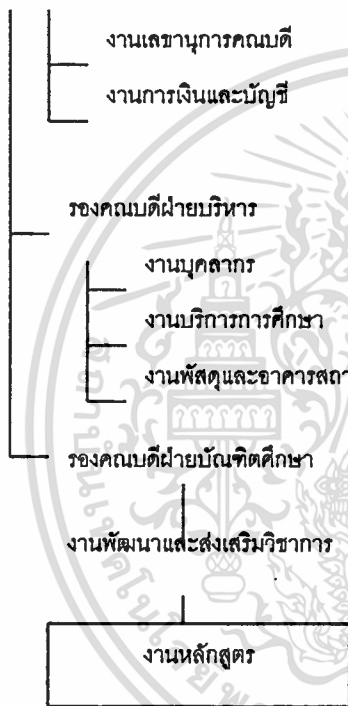 งานเลขานุการคณบดี
งานการเงินและบัญชี
รองคณบดีฝ่ายบริหาร
งานบุคลากร
งานบริการการศึกษา
งานพัสดุและอาคารสถา
รองคณบดีฝ่ายบัณฑิตศึกษา
งานพัฒนาและส่งเสริมวิชาการ
งานหลักสูตร